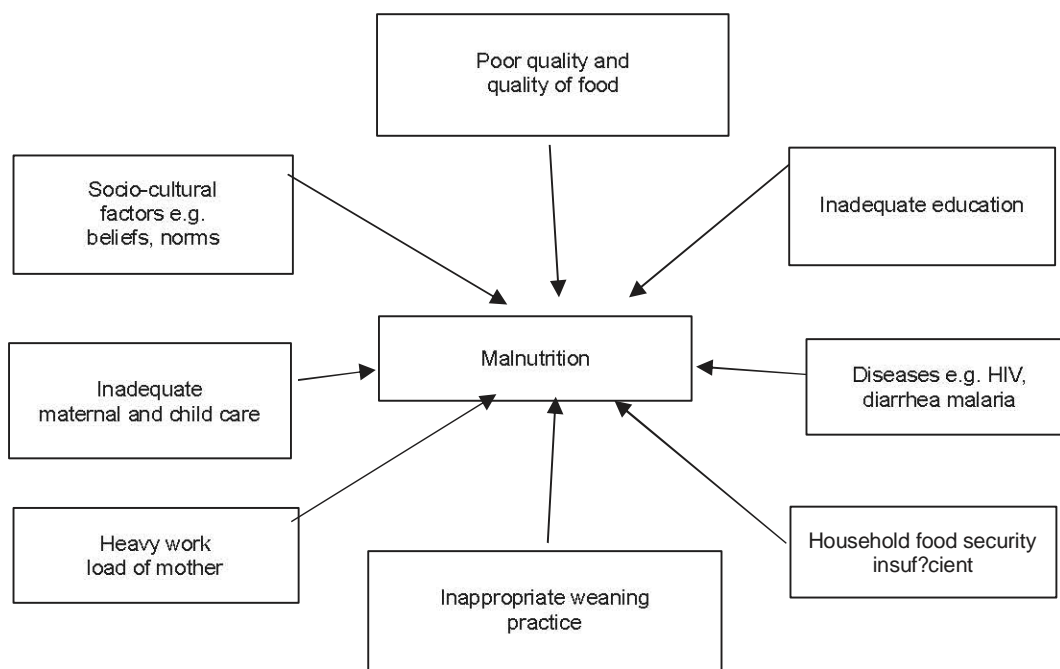 Poor quality and
quality of food
Socio-cultural
factors e.g.
beliefs, norms
Inadequate education
Malnutrition
Inadequate
maternal and child care
Diseases e.g. HIV,
diarrhea malaria
Heavy work
load of mother
Household food security
insuf?cient
Inappropriate weaning
practice